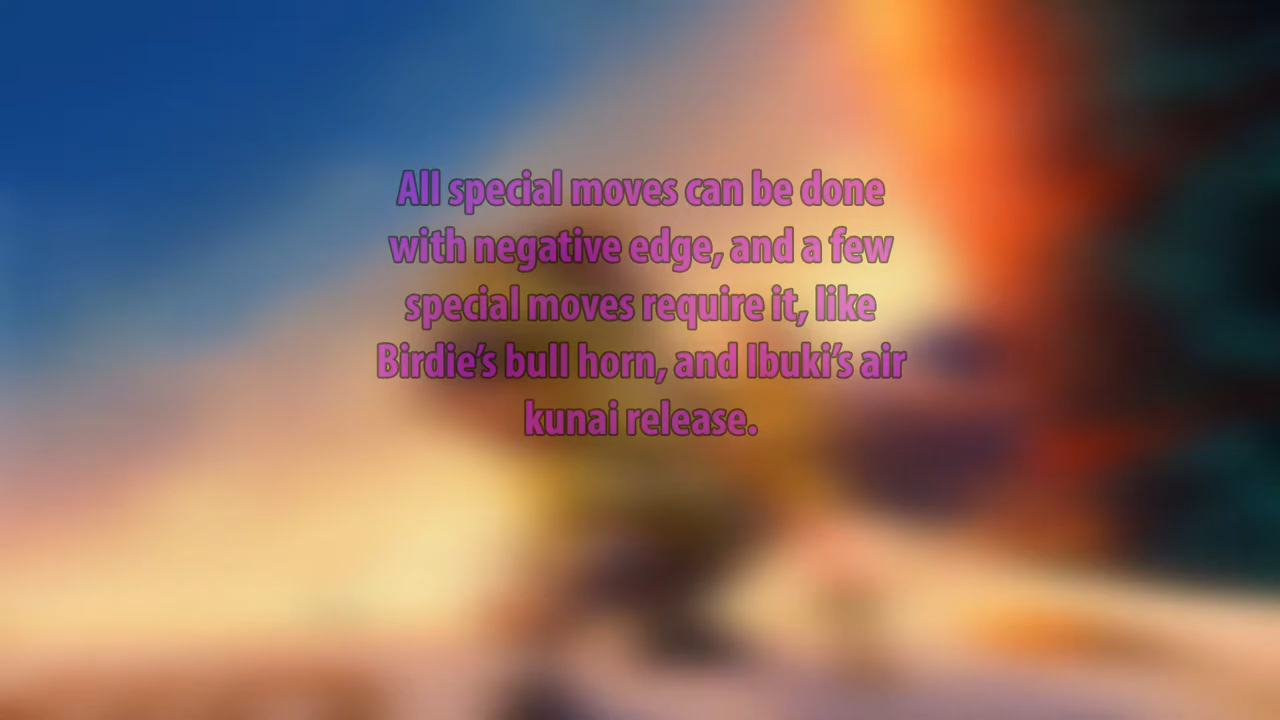 All special moves can be done
with negative edge, and a few
special moves require it, like
Birdie’s bull horn, and Ibuki’s air
kunai release.